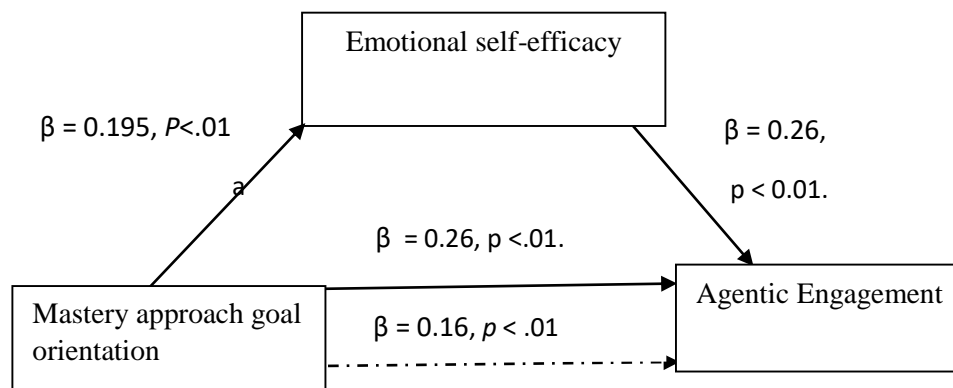 Emotional self-efficacy
β = 0.195, P<.01
β = 0.26,
p < 0.01.
a
β = 0.26, p <.01.
Agentic Engagement
Mastery approach goal
orientation
β = 0.16, p < .01